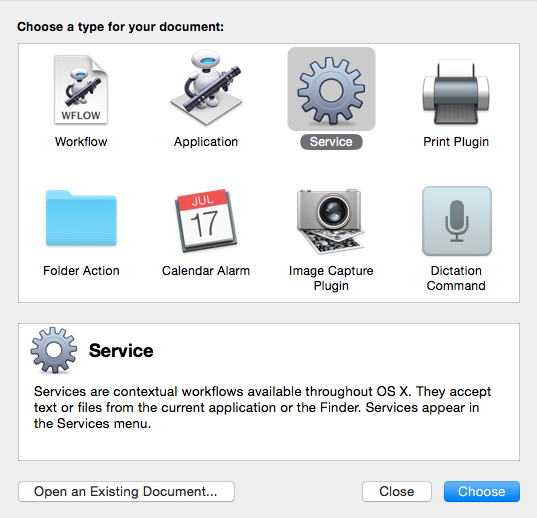 Choose a type for your document:
WFLOW
Workflow
Application
Service
Print Plugin
JUL
17
Folder Action
Calendar Alarm
Image Capture
Plugin
Dictation
Command
Service
Services are contextual workflows available throughout OS X. They accept
text or files from the current application or the Finder. Services appear in
the Services menu.
Open an Existing Document...
Close
Choose